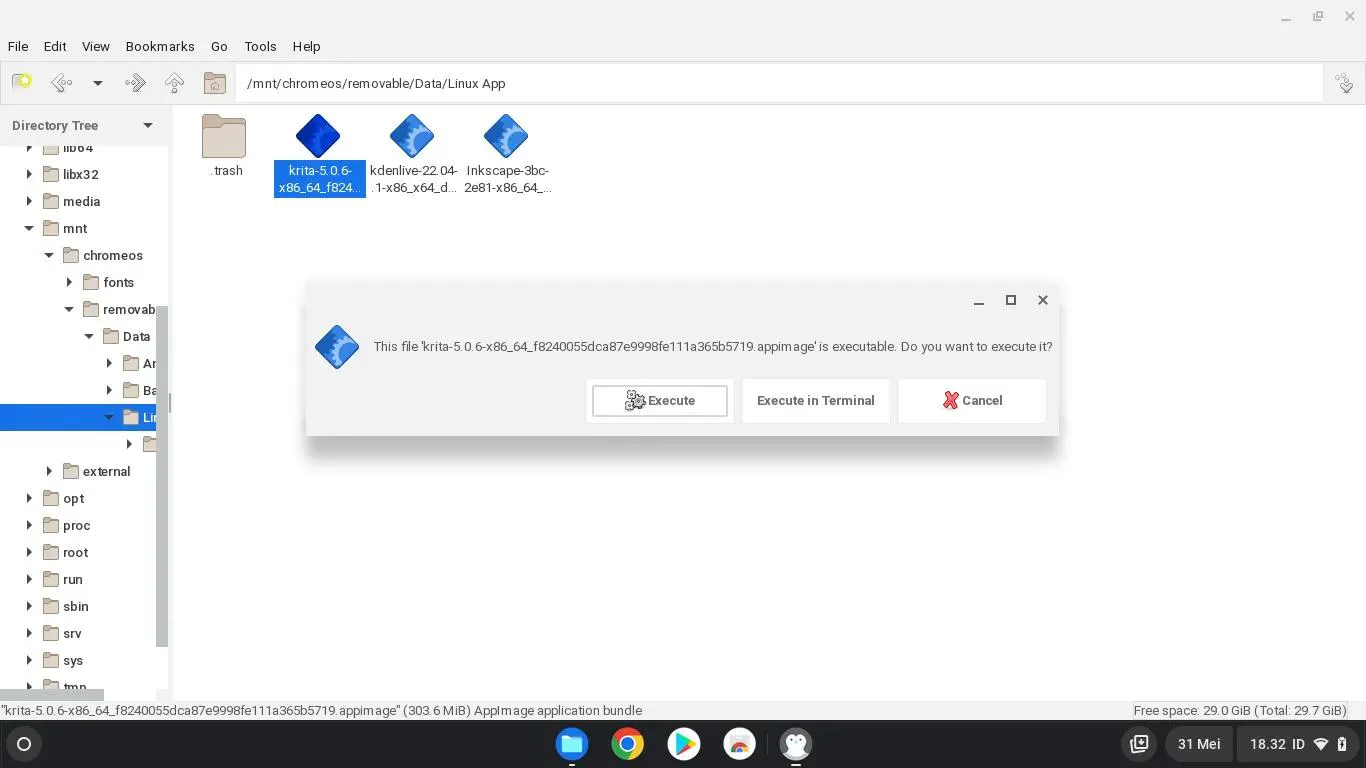 File Edit View Bookmarks Go Tools Help
/mnt/chromeos/removable/Data/Linux App
Directory Tree
lib64
libx32
media
mnt
chromeos
fonts
removab
Data
Ar
Ba
Lin
external
opt
proc
root
run
sbin
srv
sys
tmp
.trash
krita-5.0.6-
x86_64_f824...
kdenlive-22.04-
.1-x86_x64_d...
Inkscape-3bc-
2e81-x86_64_...
This file 'krita-5.0.6-x86_64_f8240055dca87e9998fe111a365b5719.appimage' is executable. Do you want to execute it?
Execute
Execute in Terminal
Cancel
"krita-5.0.6-x86_64_f8240055dca87e9998fe111a365b5719.appimage" (303.6 MiB) AppImage application bundle
Free space: 29.0 GiB (Total: 29.7 GiB)
31 Mei
18.32 ID